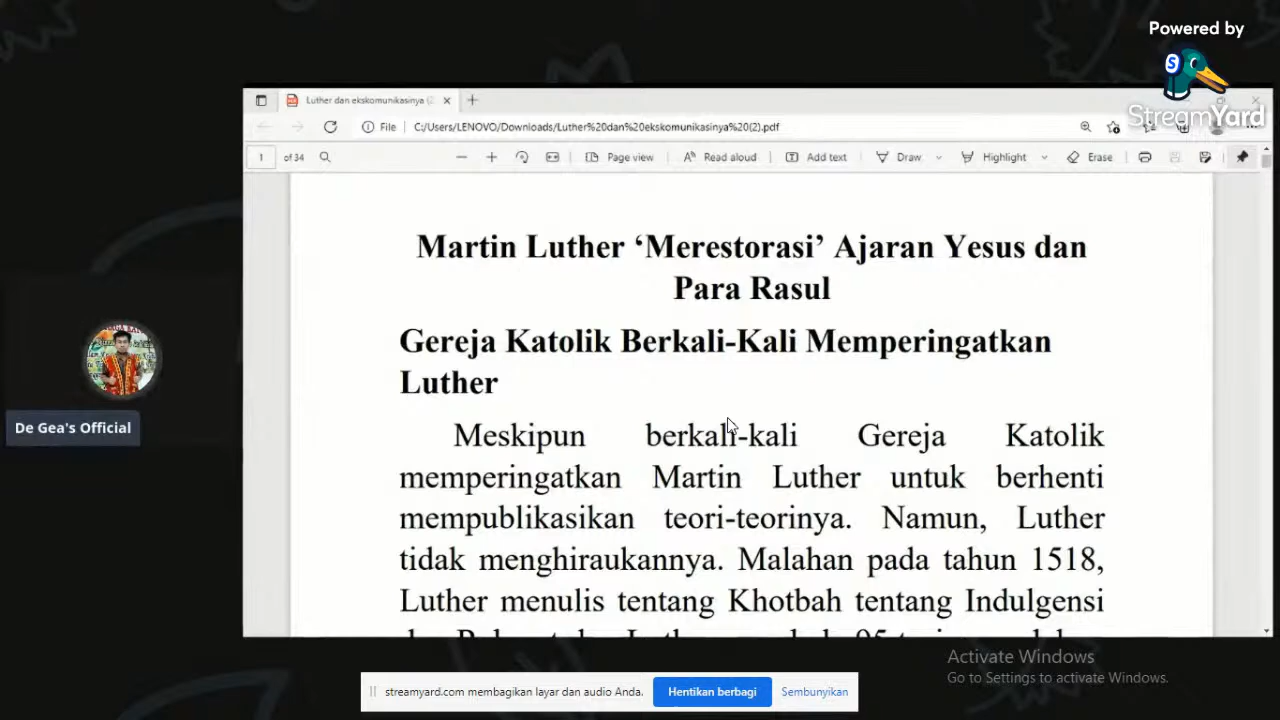 Powered by
StreamYard
Luther dan ekskomunikasinya (2
File
C:/Users/LENOVO/Downloads/Luther%20dan%20ekskomunikasinya%20(2).pdf
1 of 34
Page view
Read aloud
Add text
Draw
Highlight
Erase
Martin Luther ‘Merestorasi’ Ajaran Yesus dan
Para Rasul
Gereja Katolik Berkali-Kali Memperingatkan
Luther
Meskipun berkali-kali Gereja Katolik
memperingatkan Martin Luther untuk berhenti
mempublikasikan teori-teorinya. Namun, Luther
tidak menghiraukannya. Malahan pada tahun 1518,
Luther menulis tentang Khotbah tentang Indulgensi
De Gea's Official
Activate Windows
Go to Settings to activate Windows.
streamyard.com membagikan layar dan audio Anda.
Hentikan berbagi
Sembunyikan